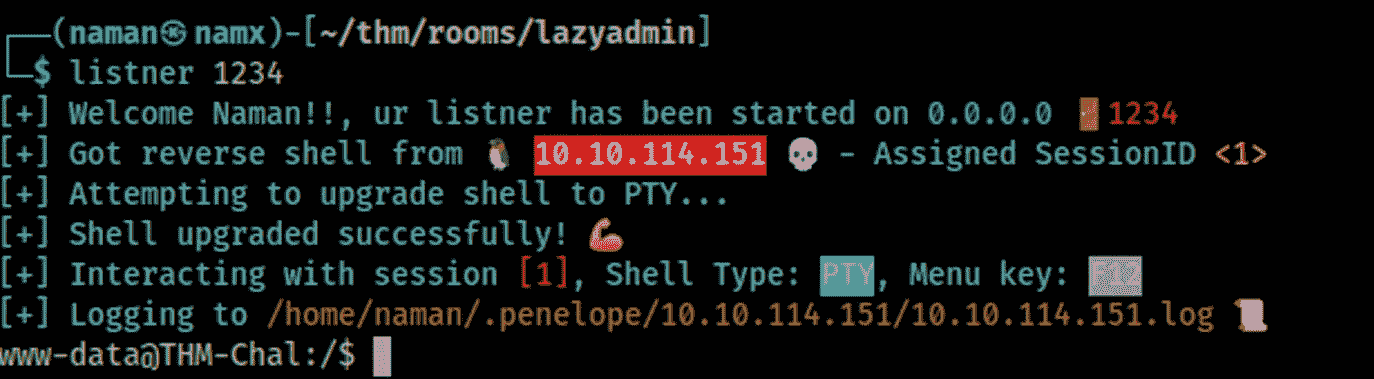 (naman㉿namx)-[~/thm/rooms/lazyadmin]
$ listner 1234
[+] Welcome Naman!!, ur listner has been started on 0.0.0.0 🚪1234
[+] Got reverse shell from 🐧 10.10.114.151 💀 - Assigned SessionID <1>
[+] Attempting to upgrade shell to PTY...
[+] Shell upgraded successfully! 💪
[+] Interacting with session [1], Shell Type: PTY, Menu key: F12
[+] Logging to /home/naman/.penelope/10.10.114.151/10.10.114.151.log 📜
www-data@THM-Chal:/$